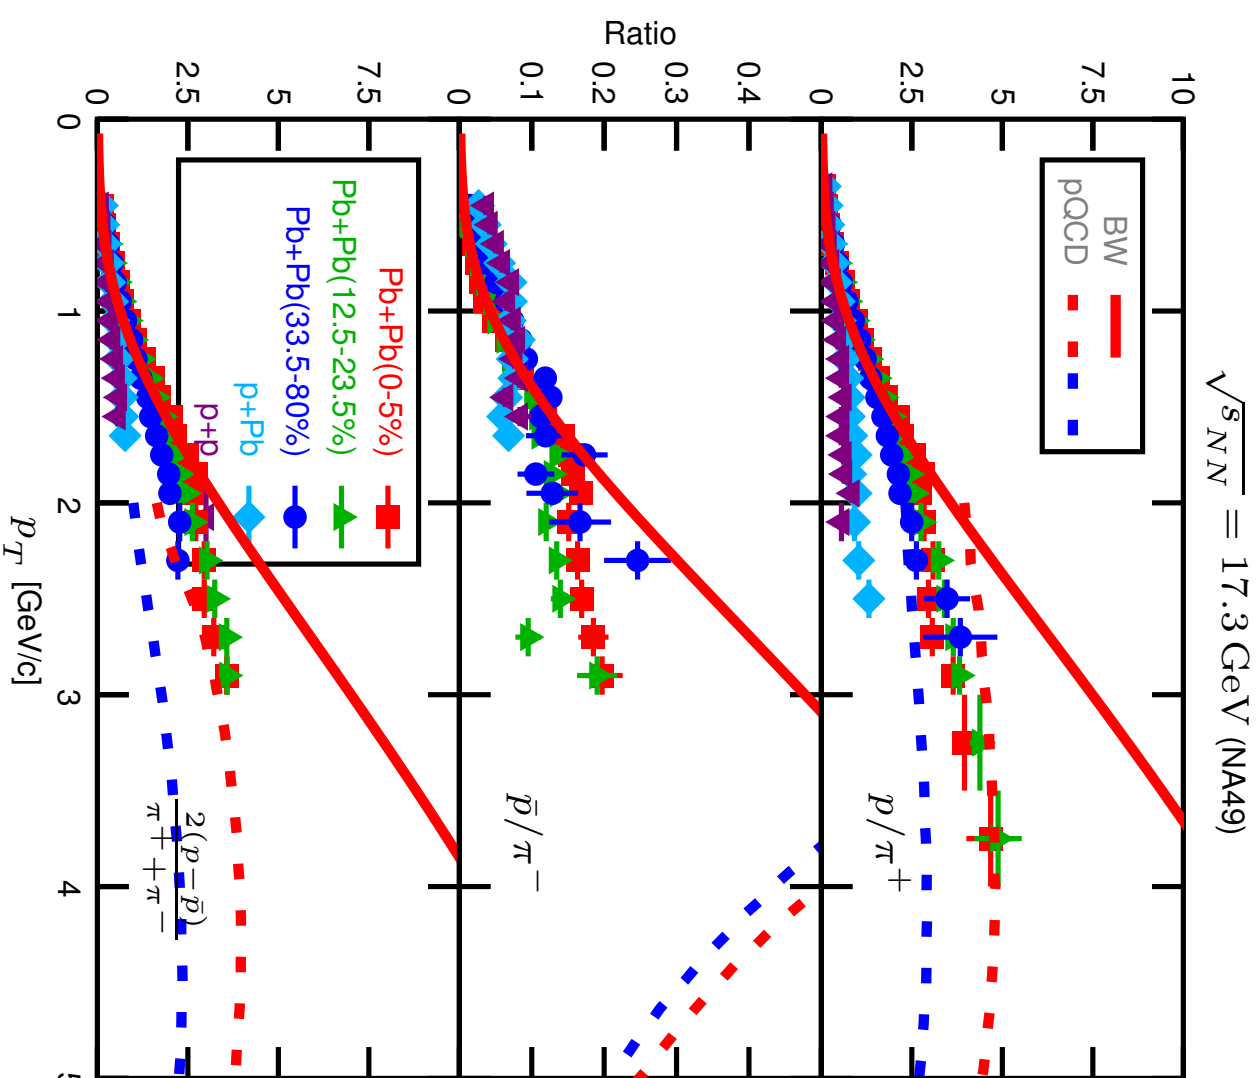 √s_NN = 17.3 GeV (NA49)
Ratio
10
7.5
5
2.5
0
BW
pQCD
p/π⁺
0.4
0.3
0.2
0.1
0
p̄/π⁻
7.5
5
2.5
0
Pb+Pb(0-5%)
Pb+Pb(12.5-23.5%)
Pb+Pb(33.5-80%)
p+Pb
p+p
2(p−p̄)
π⁺+π⁻
0
1
2
3
4
5
p_T [GeV/c]